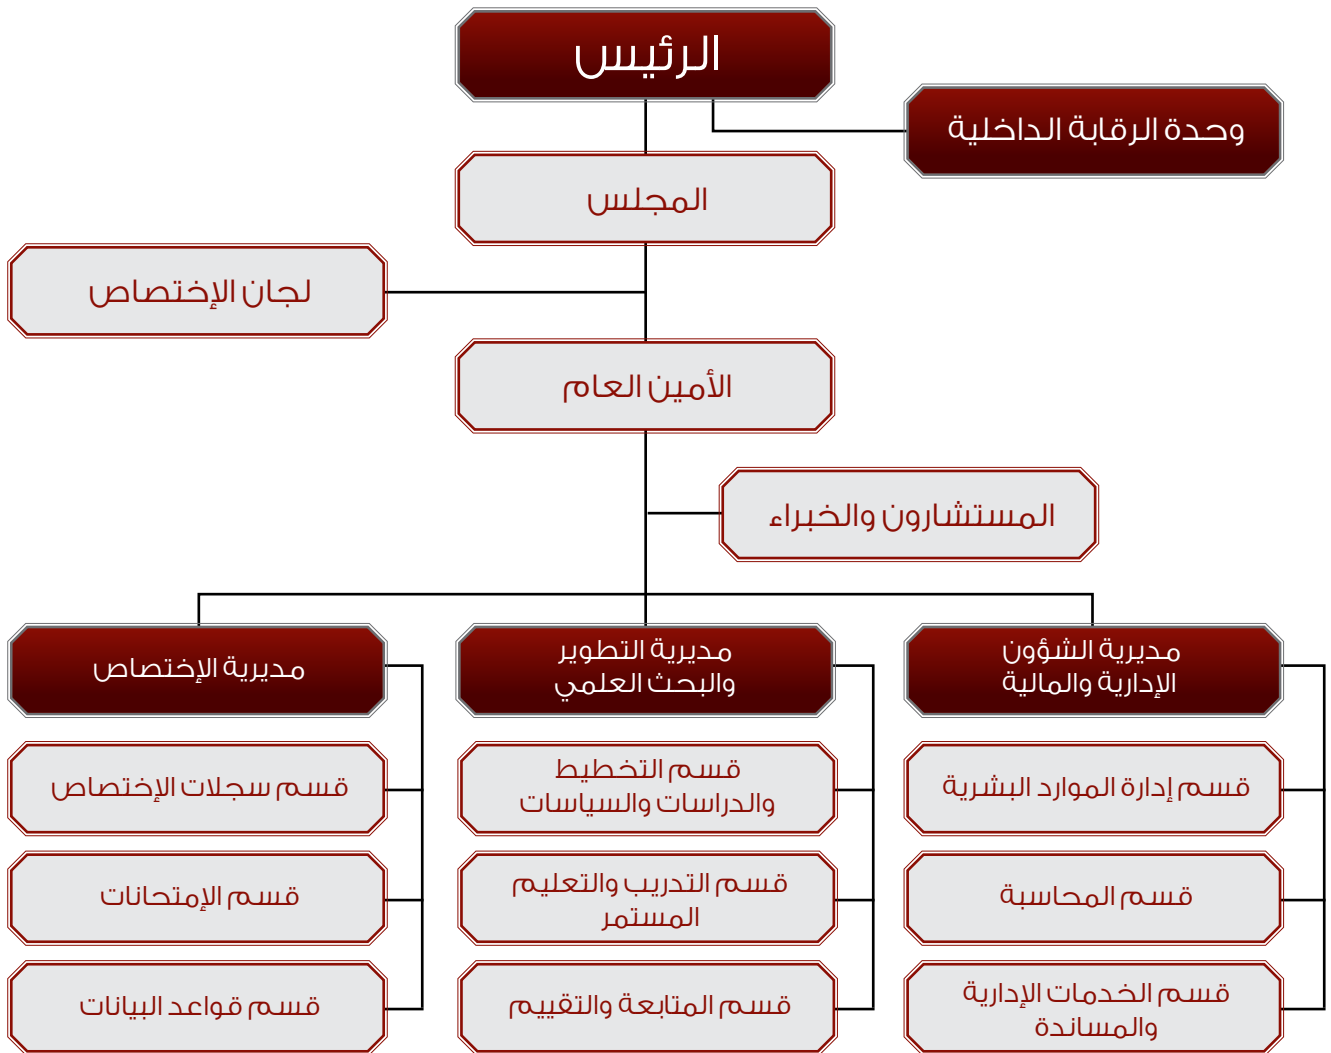 الرئيس
وحدة الرقابة الداخلية
المجلس
لجان الإختصاص
الأمين العام
المستشارون والخبراء
مديرية الشؤون
الإدارية والمالية
مديرية التطوير
والبحث العلمي
مديرية الإختصاص
قسم إدارة الموارد البشرية
قسم التخطيط
والدراسات والسياسات
قسم سجلات الإختصاص
قسم المحاسبة
قسم التدريب والتعليم
المستمر
قسم الإمتحانات
قسم الخدمات الإدارية
والمساندة
قسم المتابعة والتقييم
قسم قواعد البيانات